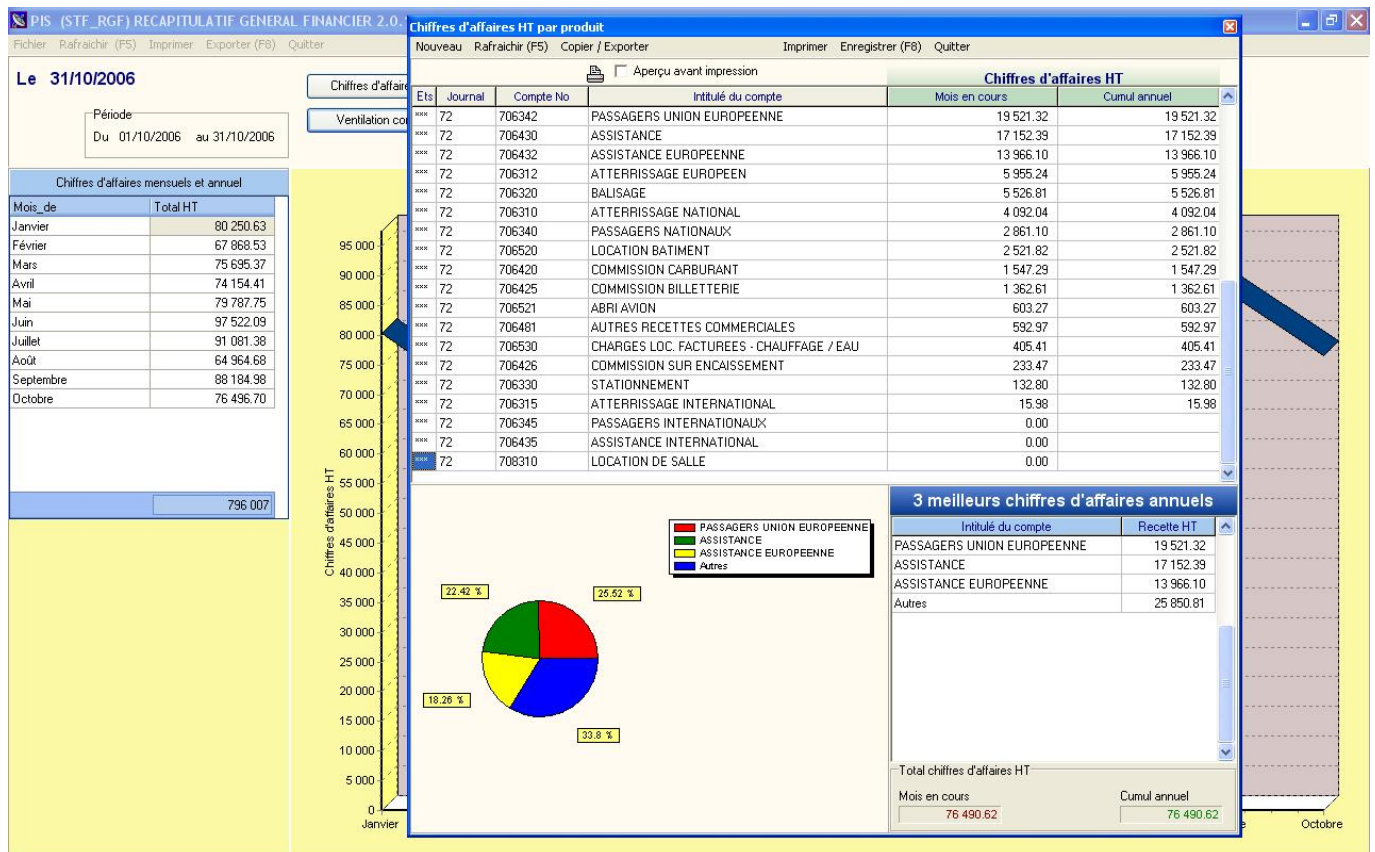 PIS (STF_RGF) RECAPITULATIF GENERAL FINANCIER 2.0.
Fichier Rafraichir (F5) Imprimer Exporter (F8) Quitter
Le 31/10/2006
Période
Du 01/10/2006 au 31/10/2006
Chiffres d'affaire
Ventilation co
Chiffres d'affaires mensuels et annuel
Mois_de Total HT
Janvier 80 250.63
Février 67 868.53
Mars 75 695.37
Avril 74 154.41
Mai 79 787.75
Juin 97 522.09
Juillet 91 081.38
Août 64 964.68
Septembre 88 184.98
Octobre 76 496.70
796 007
Chiffres d'affaires HT
95 000
90 000
85 000
80 000
75 000
70 000
65 000
60 000
55 000
50 000
45 000
40 000
35 000
30 000
25 000
20 000
15 000
10 000
5 000
0
Janvier
Octobre
Chiffres d'affaires HT par produit
Nouveau Rafraichir (F5) Copier / Exporter Imprimer Enregistrer (F8) Quitter
Aperçu avant impression
Chiffres d'affaires HT
Ets Journal Compte No Intitulé du compte Mois en cours Cumul annuel
*** 72 706342 PASSAGERS UNION EUROPEENNE 19 521.32 19 521.32
*** 72 706430 ASSISTANCE 17 152.39 17 152.39
*** 72 706432 ASSISTANCE EUROPEENNE 13 966.10 13 966.10
*** 72 706312 ATTERRISSAGE EUROPEEN 5 955.24 5 955.24
*** 72 706320 BALISAGE 5 526.81 5 526.81
*** 72 706310 ATTERRISSAGE NATIONAL 4 092.04 4 092.04
*** 72 706340 PASSAGERS NATIONAUX 2 861.10 2 861.10
*** 72 706520 LOCATION BATIMENT 2 521.82 2 521.82
*** 72 706420 COMMISSION CARBURANT 1 547.29 1 547.29
*** 72 706425 COMMISSION BILLETTERIE 1 362.61 1 362.61
*** 72 706521 ABRI AVION 603.27 603.27
*** 72 706481 AUTRES RECETTES COMMERCIALES 592.97 592.97
*** 72 706530 CHARGES LOC. FACTUREES - CHAUFFAGE / EAU 405.41 405.41
*** 72 706426 COMMISSION SUR ENCAISSEMENT 233.47 233.47
*** 72 706330 STATIONNEMENT 132.80 132.80
*** 72 706315 ATTERRISSAGE INTERNATIONAL 15.98 15.98
*** 72 706345 PASSAGERS INTERNATIONAUX 0.00
*** 72 706435 ASSISTANCE INTERNATIONAL 0.00
*** 72 708310 LOCATION DE SALLE 0.00
PASSAGERS UNION EUROPEENNE
ASSISTANCE
ASSISTANCE EUROPEENNE
Autres
22.42 %
25.52 %
18.26 %
33.8 %
3 meilleurs chiffres d'affaires annuels
Intitulé du compte Recette HT
PASSAGERS UNION EUROPEENNE 19 521.32
ASSISTANCE 17 152.39
ASSISTANCE EUROPEENNE 13 966.10
Autres 25 850.81
Total chiffres d'affaires HT
Mois en cours Cumul annuel
76 490.62 76 490.62